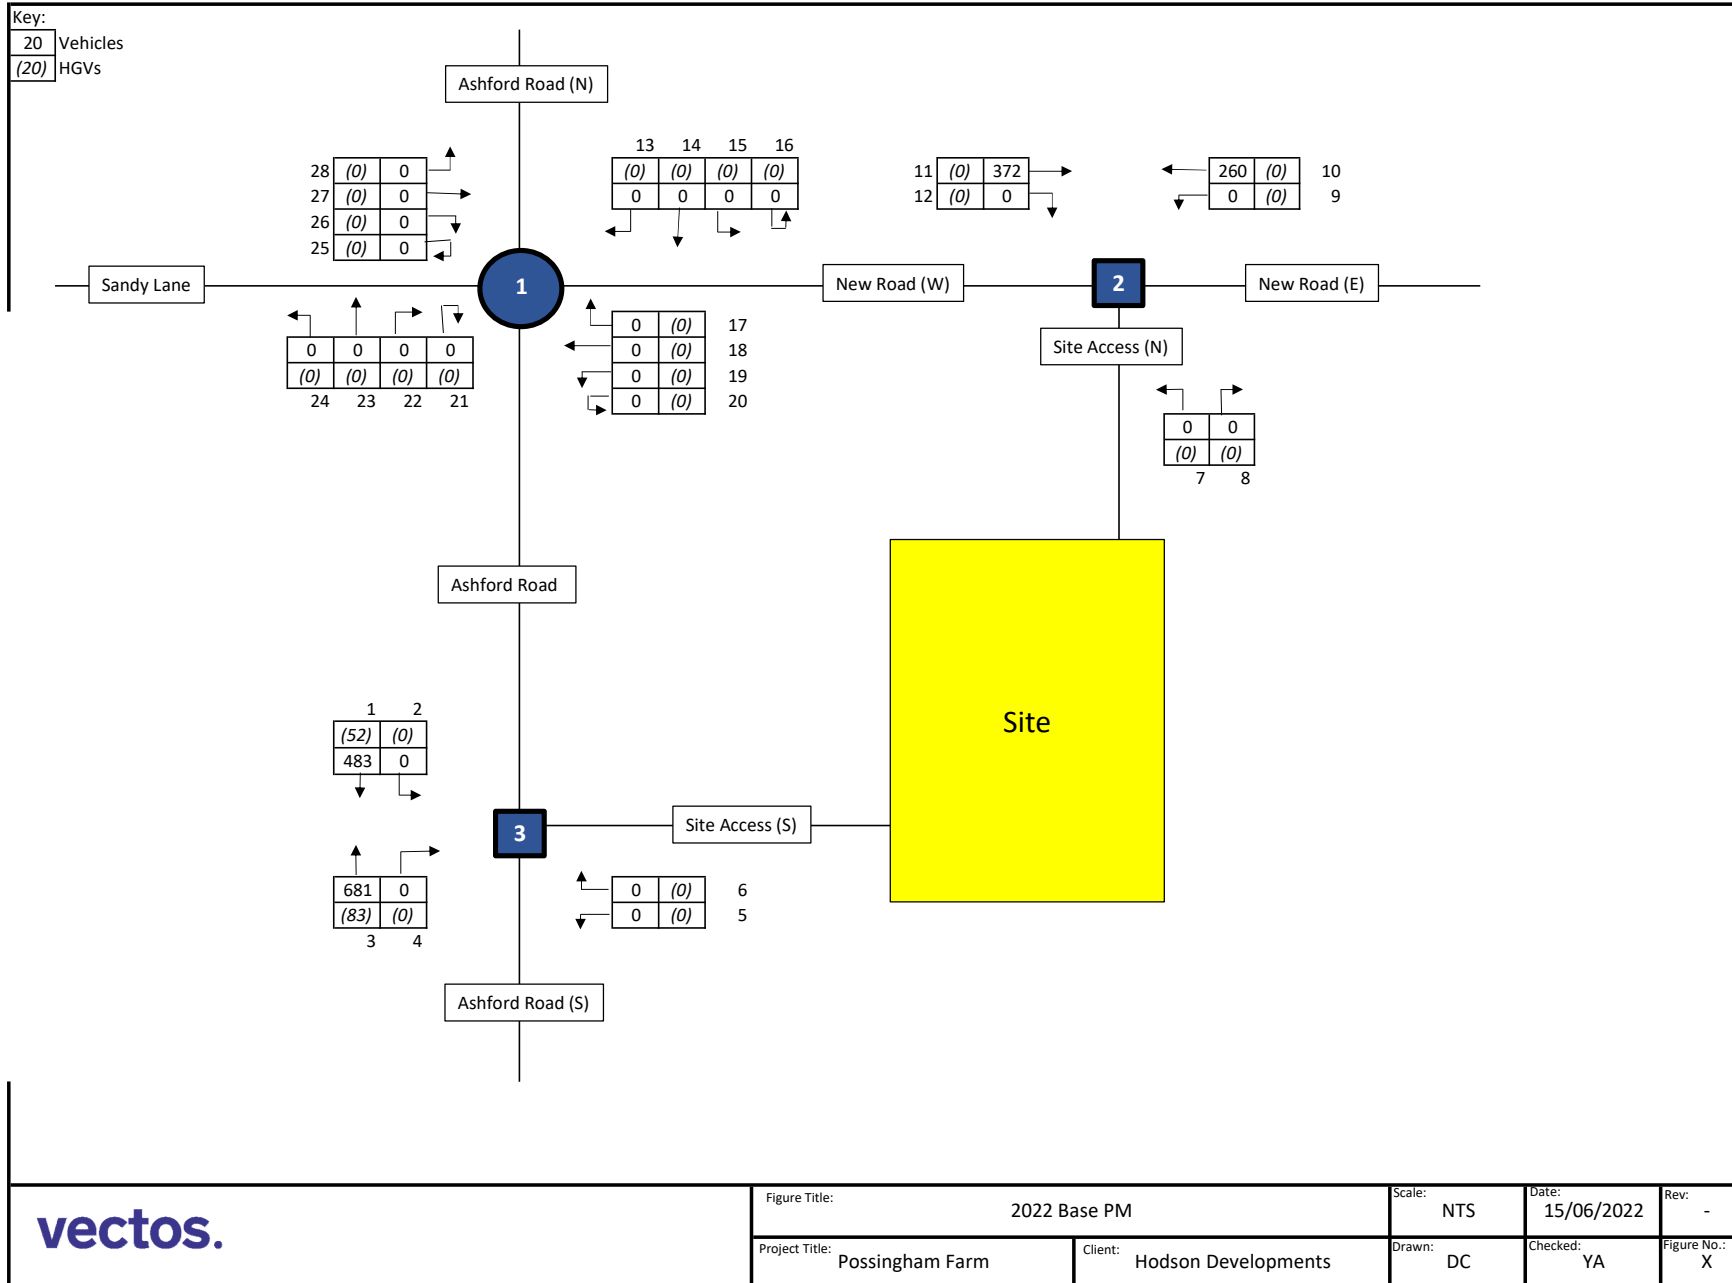 Key:
20 Vehicles
(20) HGVs
Ashford Road (N)
13 14 15 16
(0) (0) (0) (0)
0 0 0 0
28 (0) 0
27 (0) 0
26 (0) 0
25 (0) 0
11 (0) 372
12 (0) 0
260 (0) 10
0 (0) 9
Sandy Lane
1
New Road (W)
2
New Road (E)
Site Access (N)
0 0 0 0
(0) (0) (0) (0)
24 23 22 21
0 (0) 17
0 (0) 18
0 (0) 19
0 (0) 20
0 0
(0) (0)
7 8
Ashford Road
Site
1 2
(52) (0)
483 0
3
Site Access (S)
681 0
(83) (0)
3 4
0 (0) 6
0 (0) 5
Ashford Road (S)
vectos.
Figure Title: 2022 Base PM
Scale: NTS
Date: 15/06/2022
Rev: -
Project Title: Possingham Farm
Client: Hodson Developments
Drawn: DC
Checked: YA
Figure No.: X